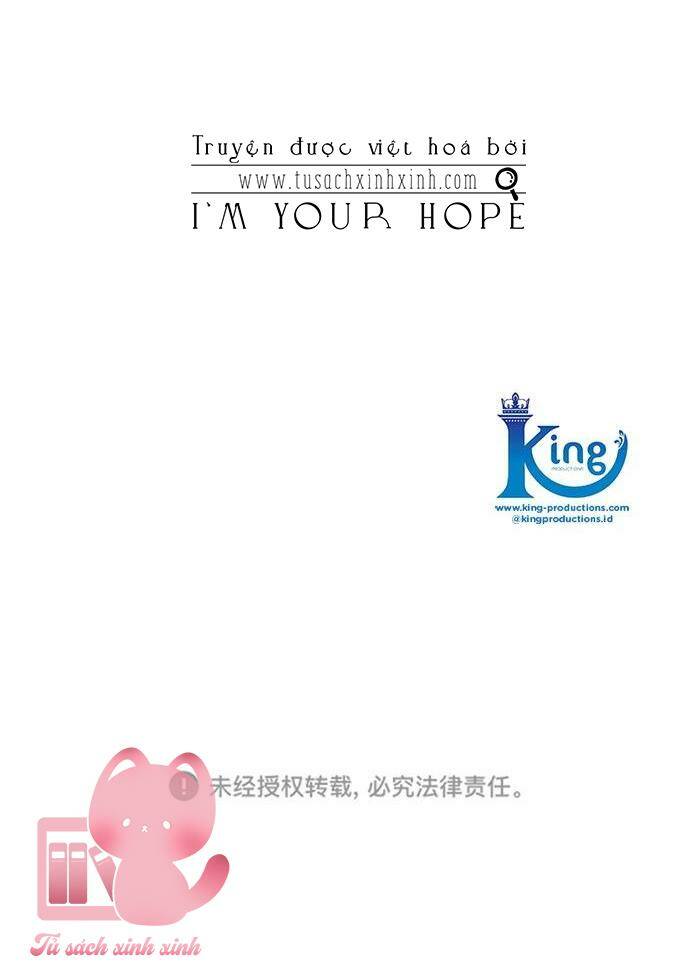 Truyện được việt hoá bởi
www.tusachxinhxinh.com
I'M YOUR HOPE
King
PRODUCTIONS
www.king-productions.com
@kingproductions.id
未经授权转载, 必究法律责任。
Tủ sách xinh xinh